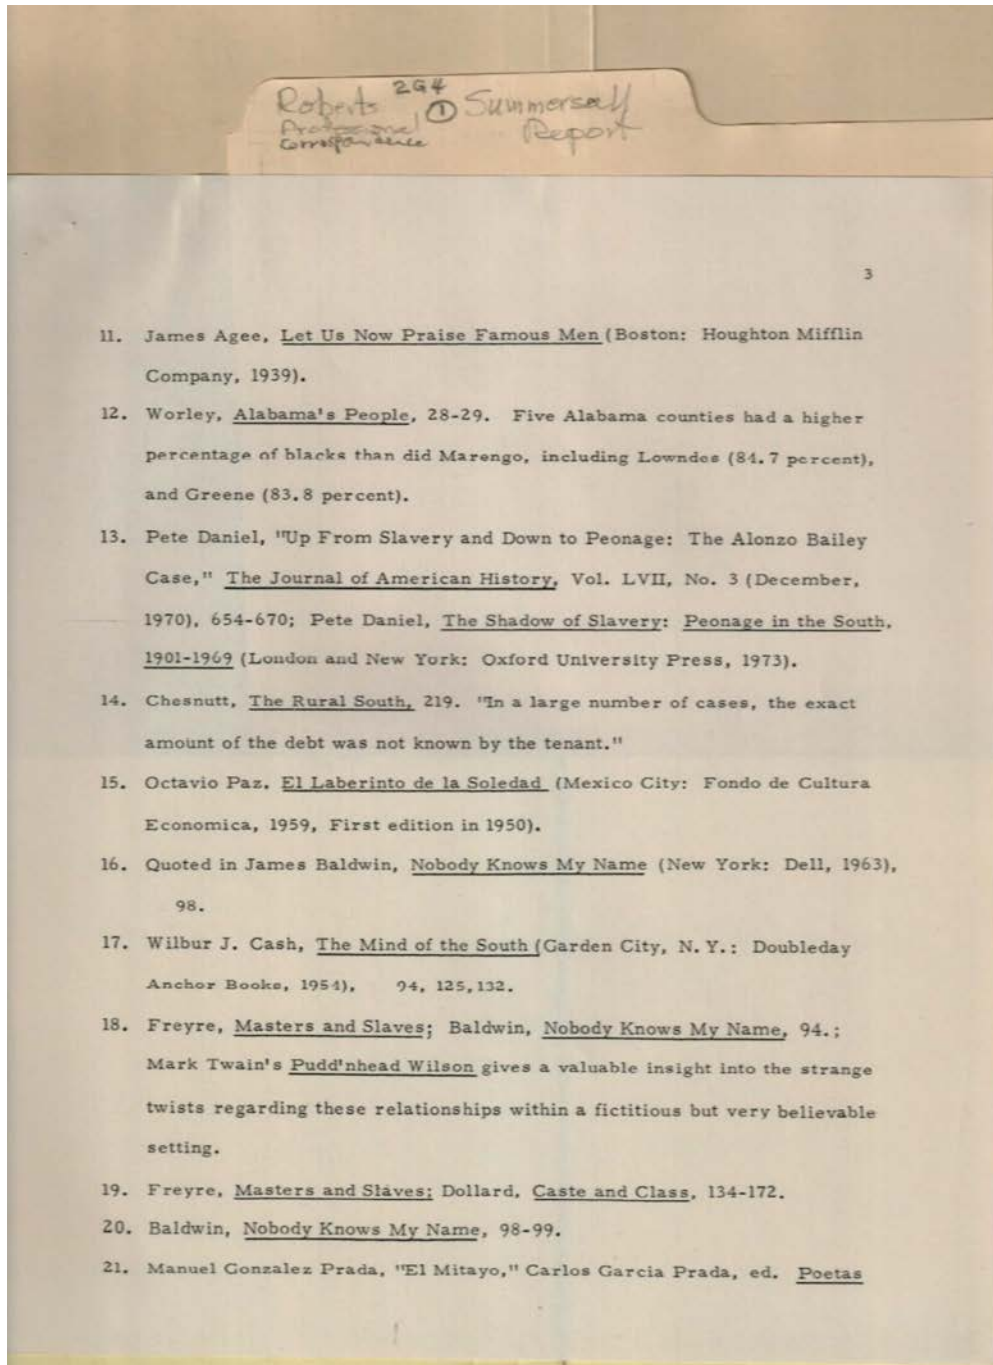 2G4
Roberts ① Summersell
Professional Report
Correspondence
3
11. James Agee, Let Us Now Praise Famous Men (Boston: Houghton Mifflin
Company, 1939).
12. Worley, Alabama's People, 28-29. Five Alabama counties had a higher
percentage of blacks than did Marengo, including Lowndes (84.7 percent),
and Greene (83.8 percent).
13. Pete Daniel, "Up From Slavery and Down to Peonage: The Alonzo Bailey
Case," The Journal of American History, Vol. LVII, No. 3 (December,
1970), 654-670; Pete Daniel, The Shadow of Slavery: Peonage in the South,
1901-1969 (London and New York: Oxford University Press, 1973).
14. Chesnutt, The Rural South, 219. "In a large number of cases, the exact
amount of the debt was not known by the tenant."
15. Octavio Paz, El Laberinto de la Soledad (Mexico City: Fondo de Cultura
Economica, 1959, First edition in 1950).
16. Quoted in James Baldwin, Nobody Knows My Name (New York: Dell, 1963),
98.
17. Wilbur J. Cash, The Mind of the South (Garden City, N.Y.: Doubleday
Anchor Books, 1954), 94, 125,132.
18. Freyre, Masters and Slaves; Baldwin, Nobody Knows My Name, 94.;
Mark Twain's Pudd'nhead Wilson gives a valuable insight into the strange
twists regarding these relationships within a fictitious but very believable
setting.
19. Freyre, Masters and Slaves; Dollard, Caste and Class, 134-172.
20. Baldwin, Nobody Knows My Name, 98-99.
21. Manuel Gonzalez Prada, "El Mitayo," Carlos Garcia Prada, ed. Poetas